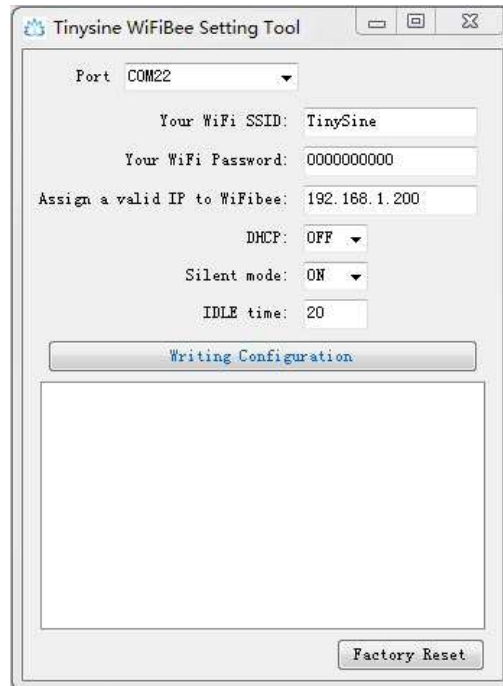 Tinysine WiFiBee Setting Tool
Port COM22
Your WiFi SSID: TinySine
Your WiFi Password: 0000000000
Assign a valid IP to WiFibee: 192.168.1.200
DHCP: OFF
Silent mode: ON
IDLE time: 20
Writing Configuration
Factory Reset